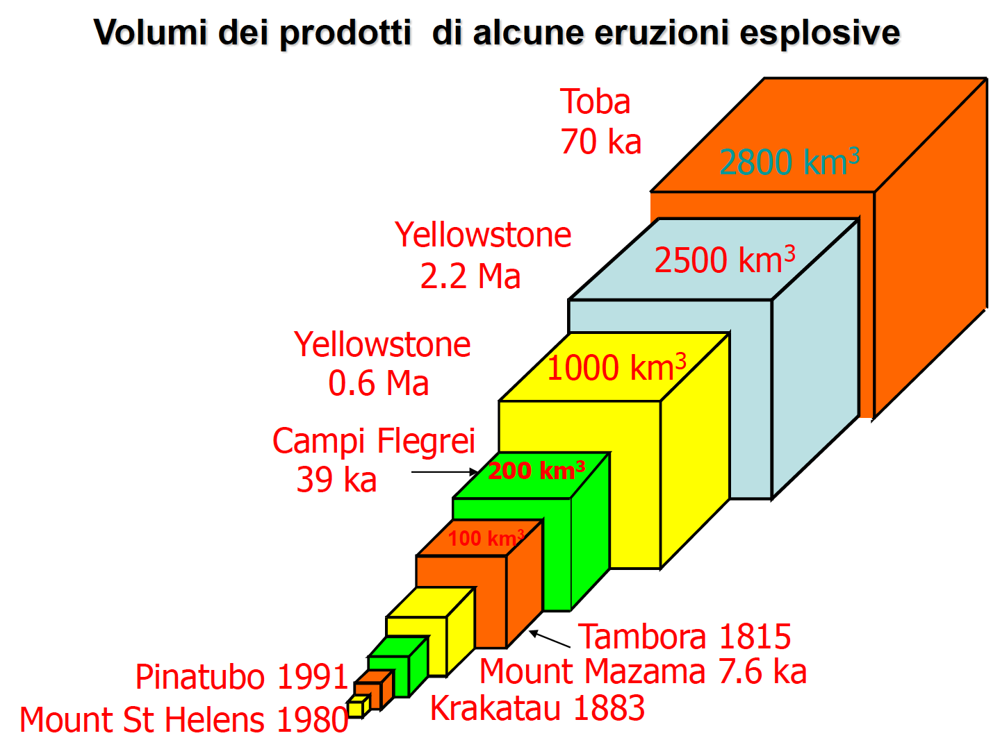 Volumi dei prodotti di alcune eruzioni esplosive
Toba
70 ka
2800 km³
Yellowstone
2.2 Ma
2500 km³
Yellowstone
0.6 Ma
1000 km³
Campi Flegrei
39 ka
200 km³
100 km³
Tambora 1815
Mount Mazama 7.6 ka
Krakatau 1883
Pinatubo 1991
Mount St Helens 1980